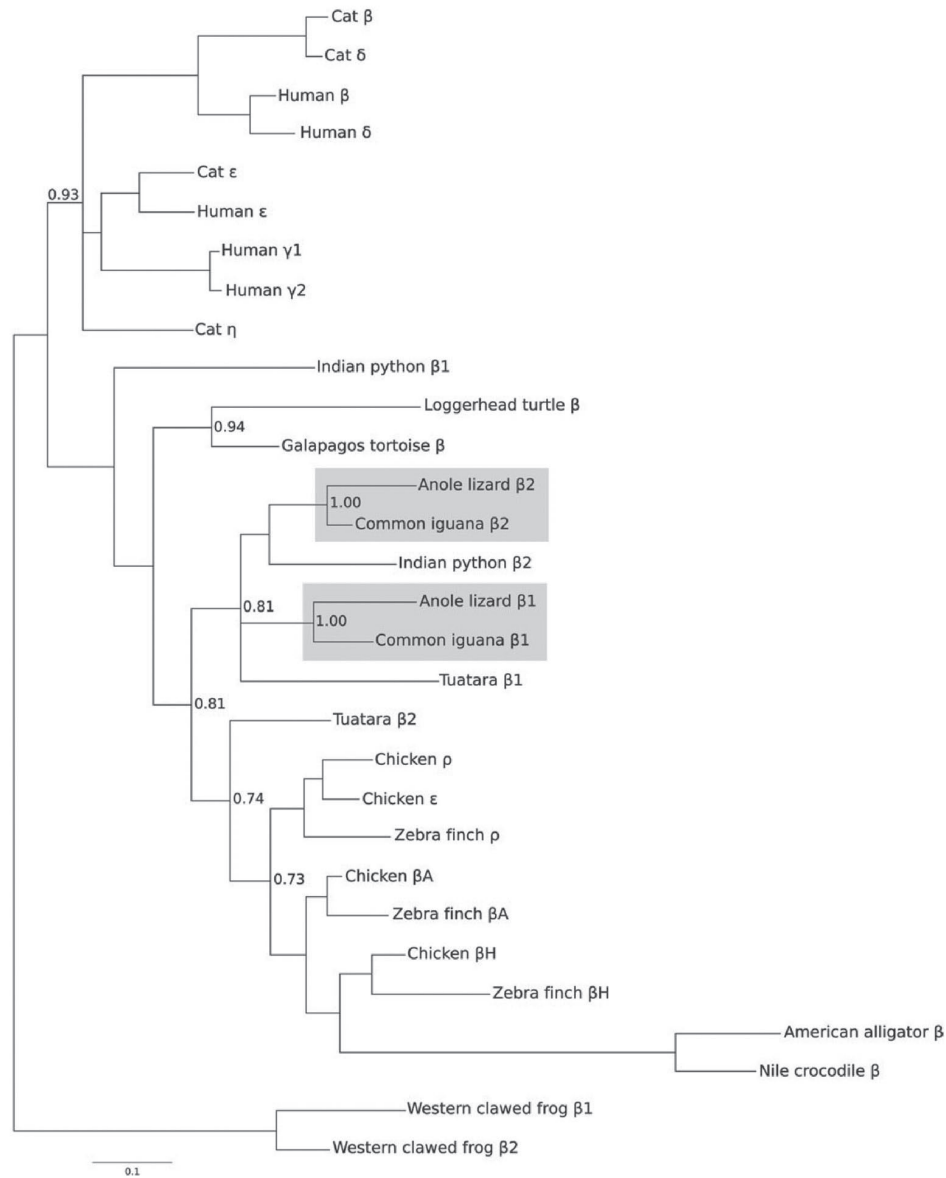 Cat β
Cat δ
Human β
Human δ
Cat ε
0.93
Human ε
Human γ1
Human γ2
Cat η
Indian python β1
Loggerhead turtle β
0.94
Galapagos tortoise β
Anole lizard β2
1.00
Common iguana β2
Indian python β2
Anole lizard β1
0.81
1.00
Common iguana β1
Tuatara β1
0.81
Tuatara β2
Chicken ρ
0.74
Chicken ε
Zebra finch ρ
0.73
Chicken βA
Zebra finch βA
Chicken βH
Zebra finch βH
American alligator β
Nile crocodile β
Western clawed frog β1
Western clawed frog β2
0.1